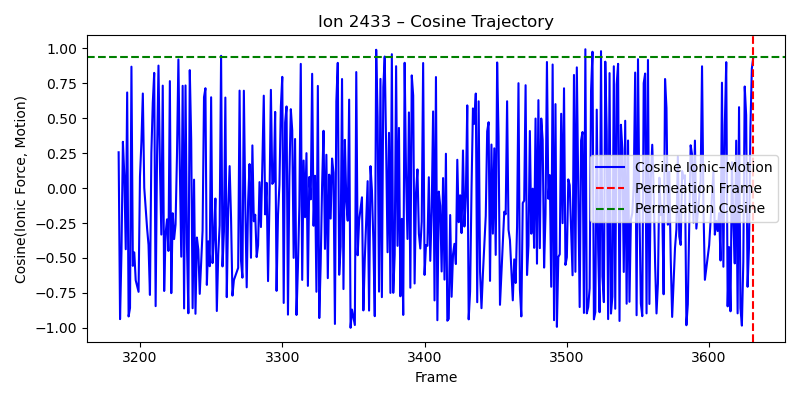 Ion 2433 – Cosine Trajectory
Cosine(Ionic Force, Motion)
1.00
0.75
0.50
0.25
0.00
−0.25
−0.50
−0.75
−1.00
Cosine Ionic–Motion
Permeation Frame
Permeation Cosine
3200
3300
3400
3500
3600
Frame